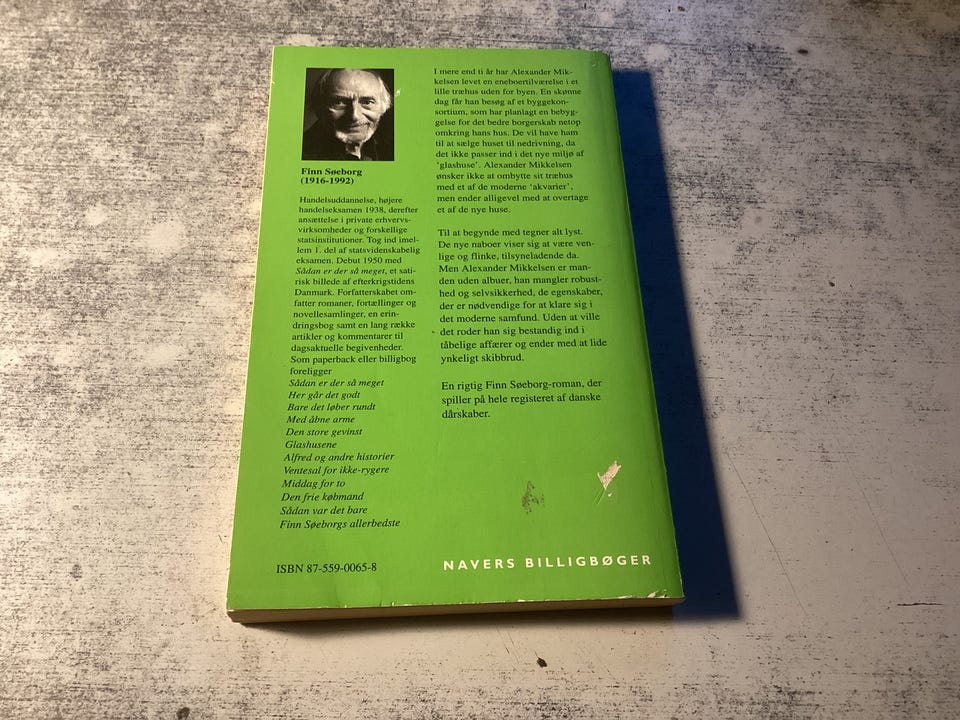 Finn Søeborg
(1916-1992)
Handelsuddannelse, højere
handelseksamen 1938, derefter
ansættelse i private erhvervs-
virksomheder og forskellige
statsinstitutioner. Tog ind imel-
lem 1. del af statsvidenskabelig
eksamen. Debut 1950 med
Sådan er der så meget, et sati-
risk billede af efterkrigstidens
Danmark. Forfatterskabet om-
fatter romaner, fortællinger og
novellesamlinger, en erin-
dringsbog samt en lang række
artikler og kommentarer til
dagsaktuelle begivenheder.
Som paperback eller billigbog
foreligger
Sådan er der så meget
Her går det godt
Bare det løber rundt
Med åbne arme
Den store gevinst
Glashusene
Alfred og andre historier
Ventesal for ikke-rygere
Middag for to
Den frie købmand
Sådan var det bare
Finn Søeborgs allerbedste
ISBN 87-559-0065-8
I mere end ti år har Alexander Mik-
kelsen levet en eneboertilværelse i et
lille træhus uden for byen. En skønne
dag får han besøg af et byggekon-
sortium, som har planlagt en bebyg-
gelse for det bedre borgerskab netop
omkring hans hus. De vil have ham
til at sælge huset til nedrivning, da
det ikke passer ind i det nye miljø af
'glashuse'. Alexander Mikkelsen
ønsker ikke at ombytte sit træhus
med et af de moderne 'akvarier',
men ender alligevel med at overtage
et af de nye huse.
Til at begynde med tegner alt lyst.
De nye naboer viser sig at være ven-
lige og flinke, tilsyneladende da.
Men Alexander Mikkelsen er man-
den uden albuer, han mangler robust-
hed og selvsikkerhed, de egenskaber,
der er nødvendige for at klare sig i
det moderne samfund. Uden at ville
det roder han sig bestandig ind i
tåbelige affærer og ender med at lide
ynkeligt skibbrud.
En rigtig Finn Søeborg-roman, der
spiller på hele registeret af danske
dårskaber.
NAVERS BILLIGBØGER